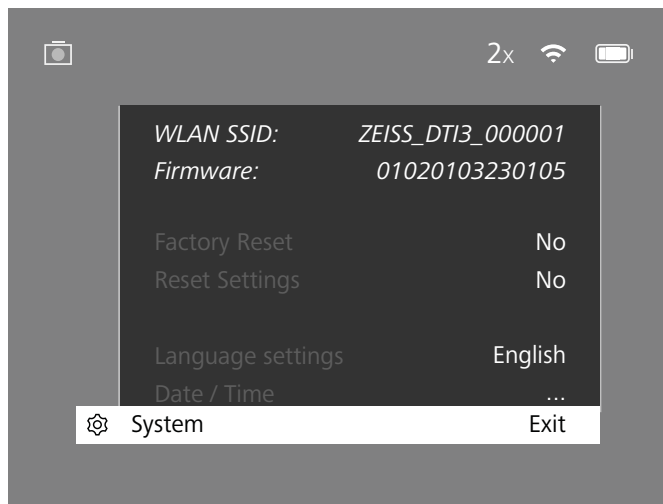 2x
WLAN SSID: ZEISS_DTI3_000001
Firmware: 01020103230105
Factory Reset No
Reset Settings No
Language settings English
Date / Time ...
System Exit